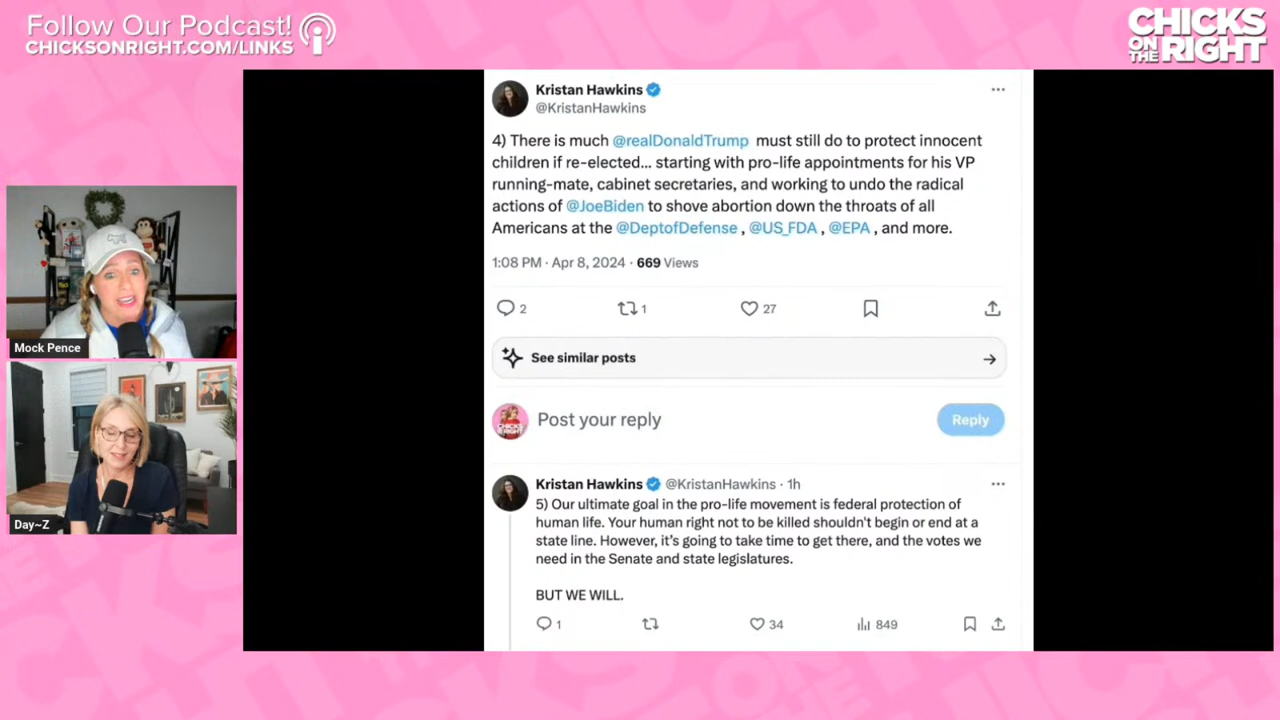 Follow Our Podcast!
CHICKSONRIGHT.COM/LINKS
CHICKS
ON THE
RIGHT
Mock Pence
Day~Z
Kristan Hawkins
@KristanHawkins
4) There is much @realDonaldTrump must still do to protect innocent
children if re-elected... starting with pro-life appointments for his VP
running-mate, cabinet secretaries, and working to undo the radical
actions of @JoeBiden to shove abortion down the throats of all
Americans at the @DeptofDefense , @US_FDA , @EPA , and more.
1:08 PM · Apr 8, 2024 · 669 Views
2
1
27
See similar posts
CHICKS
ON THE RIGHT
Post your reply
Reply
Kristan Hawkins @KristanHawkins · 1h
5) Our ultimate goal in the pro-life movement is federal protection of
human life. Your human right not to be killed shouldn't begin or end at a
state line. However, it's going to take time to get there, and the votes we
need in the Senate and state legislatures.
BUT WE WILL.
1
34
849